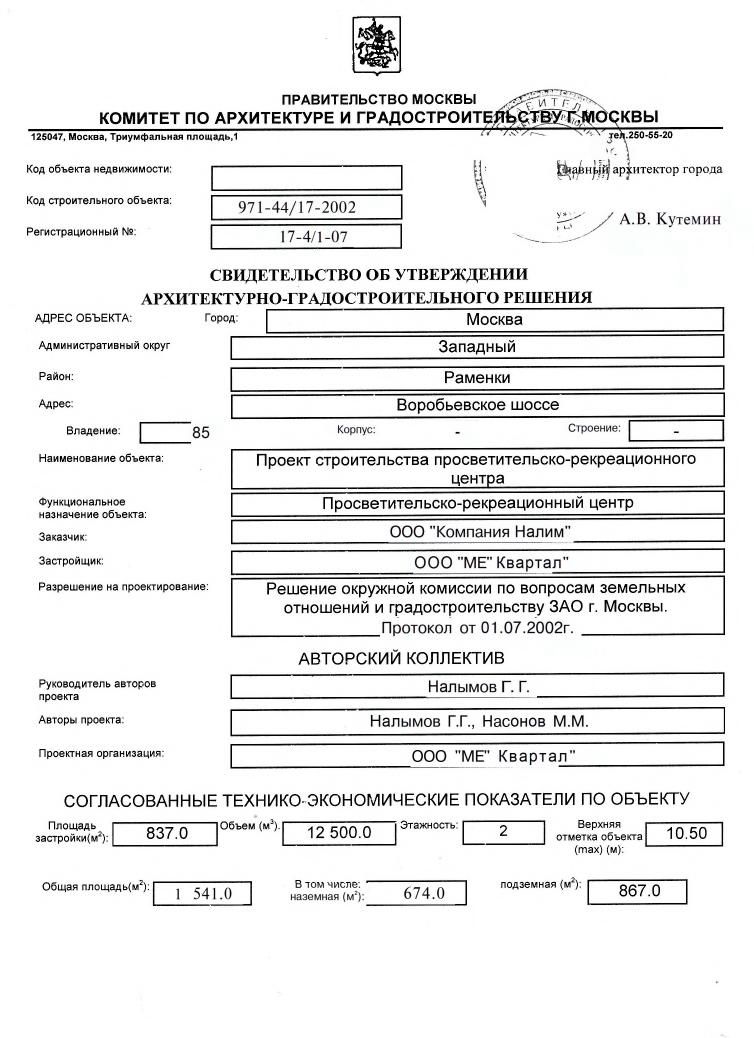 ПРАВИТЕЛЬСТВО МОСКВЫ
КОМИТЕТ ПО АРХИТЕКТУРЕ И ГРАДОСТРОИТЕЛЬСТВУ Г.МОСКВЫ
125047, Москва, Триумфальная площадь,1 тел.250-55-20
Код объекта недвижимости: Главный архитектор города
Код строительного объекта: 971-44/17-2002
А.В. Кутемин
Регистрационный №: 17-4/1-07
СВИДЕТЕЛЬСТВО ОБ УТВЕРЖДЕНИИ
АРХИТЕКТУРНО-ГРАДОСТРОИТЕЛЬНОГО РЕШЕНИЯ
АДРЕС ОБЪЕКТА: Город: Москва
Административный округ Западный
Район: Раменки
Адрес: Воробьевское шоссе
Владение: 85 Корпус: - Строение: -
Наименование объекта: Проект строительства просветительско-рекреационного
центра
Функциональное
назначение объекта: Просветительско-рекреационный центр
Заказчик: ООО "Компания Налим"
Застройщик: ООО "МЕ" Квартал"
Разрешение на проектирование: Решение окружной комиссии по вопросам земельных
отношений и градостроительству ЗАО г. Москвы.
Протокол от 01.07.2002г.
АВТОРСКИЙ КОЛЛЕКТИВ
Руководитель авторов
проекта Налымов Г. Г.
Авторы проекта: Налымов Г.Г., Насонов М.М.
Проектная организация: ООО "МЕ" Квартал"
СОГЛАСОВАННЫЕ ТЕХНИКО-ЭКОНОМИЧЕСКИЕ ПОКАЗАТЕЛИ ПО ОБЪЕКТУ
Площадь
застройки(м²): 837.0 Объем (м³): 12 500.0 Этажность: 2 Верхняя
отметка объекта 10.50
(max) (м):
Общая площадь(м²): 1 541.0 В том числе:
наземная (м²): 674.0 подземная (м²): 867.0